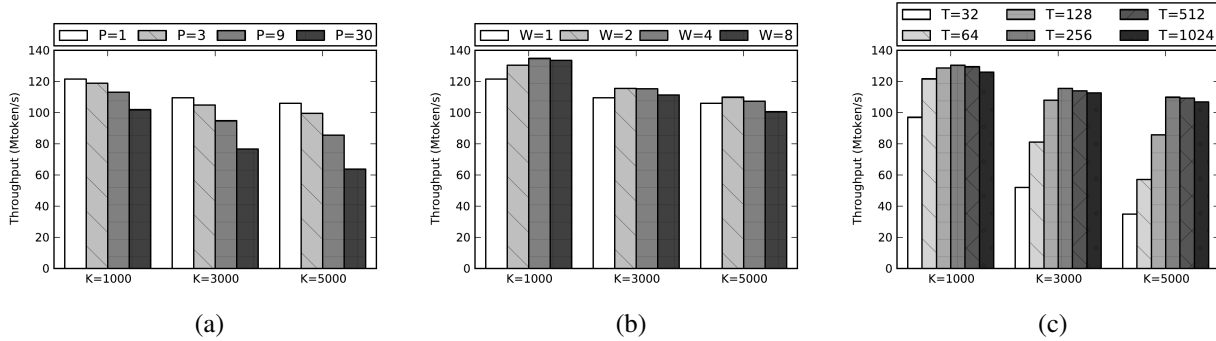 P=1 P=3 P=9 P=30
140
120
100
80
60
40
20
0
Throughput (Mtoken/s)
K=1000 K=3000 K=5000
(a)
W=1 W=2 W=4 W=8
140
120
100
80
60
40
20
0
Throughput (Mtoken/s)
K=1000 K=3000 K=5000
(b)
T=32 T=128 T=512
T=64 T=256 T=1024
140
120
100
80
60
40
20
0
Throughput (Mtoken/s)
K=1000 K=3000 K=5000
(c)